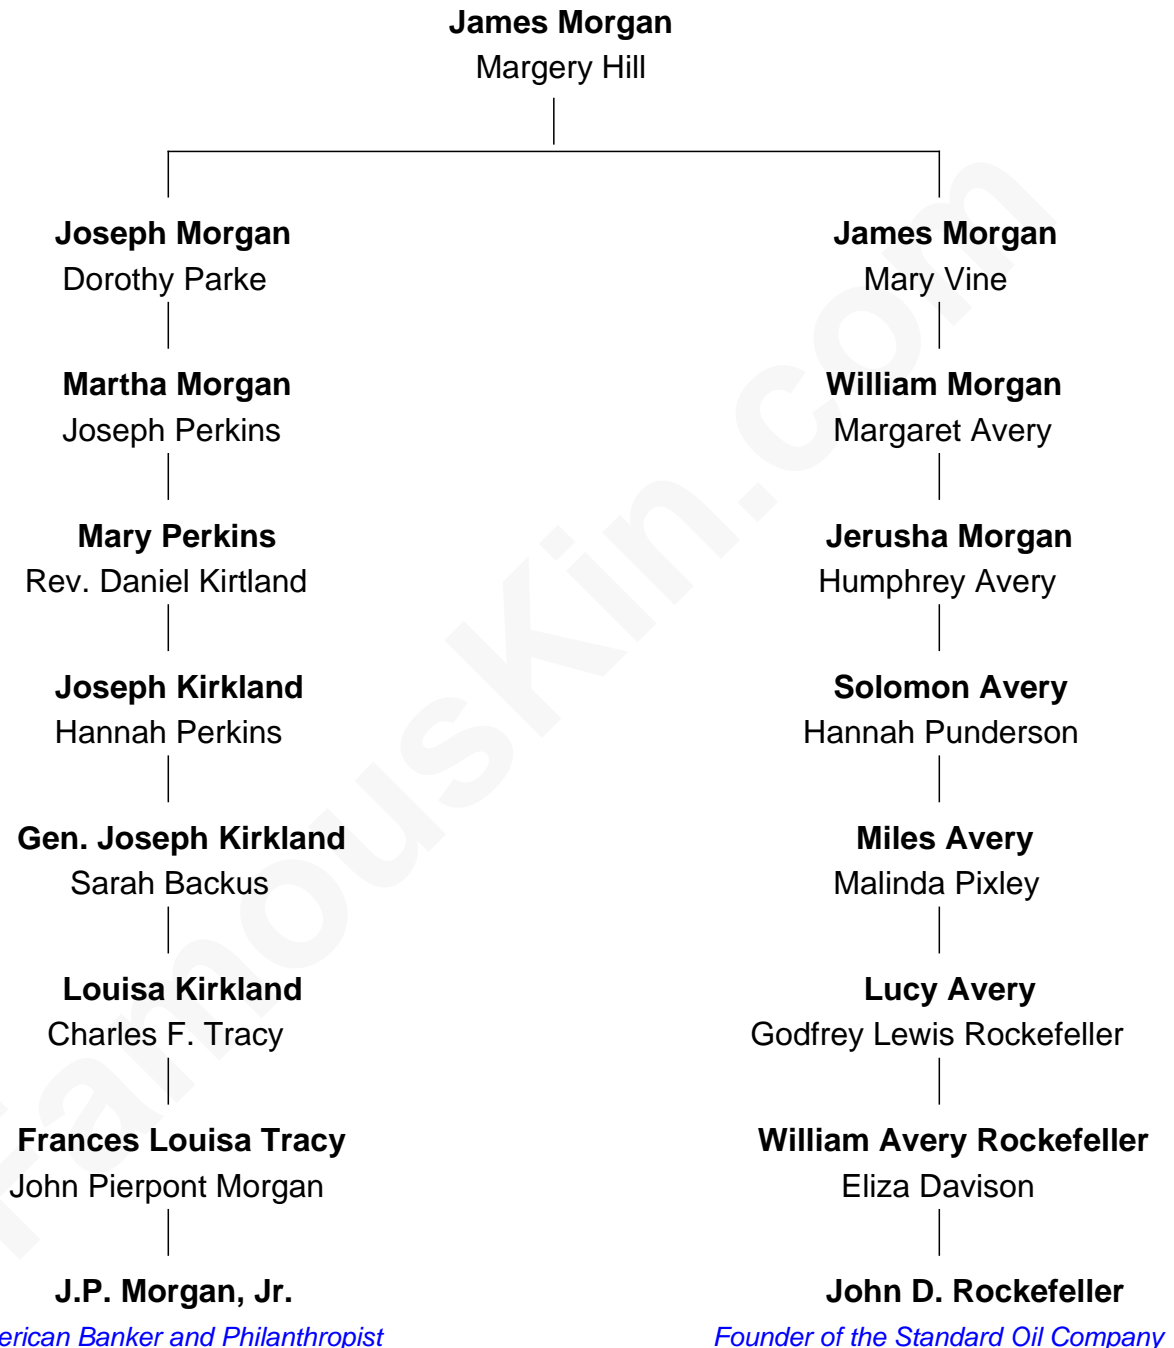 James Morgan
Margery Hill
Joseph Morgan
Dorothy Parke
James Morgan
Mary Vine
Martha Morgan
Joseph Perkins
William Morgan
Margaret Avery
Mary Perkins
Rev. Daniel Kirtland
Jerusha Morgan
Humphrey Avery
Joseph Kirkland
Hannah Perkins
Solomon Avery
Hannah Punderson
Gen. Joseph Kirkland
Sarah Backus
Miles Avery
Malinda Pixley
Louisa Kirkland
Charles F. Tracy
Lucy Avery
Godfrey Lewis Rockefeller
Frances Louisa Tracy
John Pierpont Morgan
William Avery Rockefeller
Eliza Davison
J.P. Morgan, Jr.
erican Banker and Philanthropist
John D. Rockefeller
Founder of the Standard Oil Company
FamousKin.com